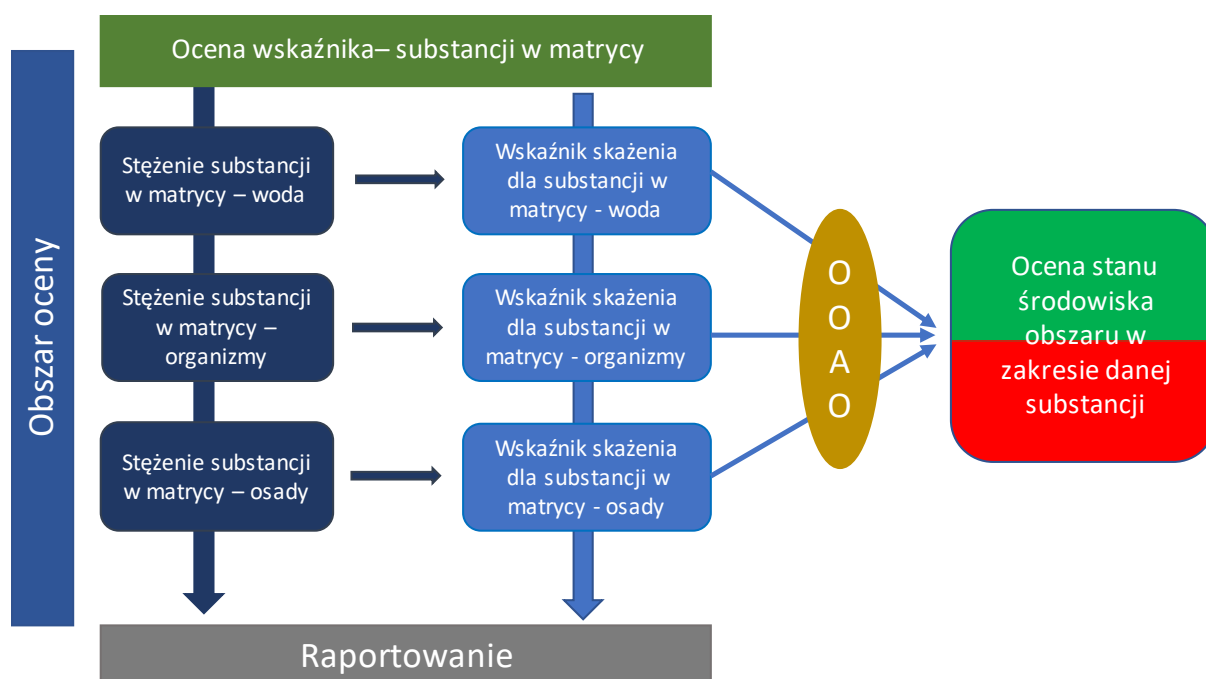 Ocena wskaźnika– substancji w matrycy
Obszar oceny
Stężenie substancji
w matrycy – woda
Wskaźnik skażenia
dla substancji w
matrycy - woda
Stężenie substancji
w matrycy –
organizmy
Wskaźnik skażenia
dla substancji w
matrycy - organizmy
Stężenie substancji
w matrycy – osady
Wskaźnik skażenia
dla substancji w
matrycy - osady
O
O
A
O
Ocena stanu
środowiska
obszaru w
zakresie danej
substancji
Raportowanie